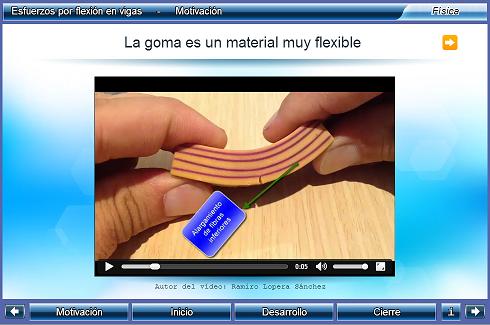 Esfuerzos por flexión en vigas - Motivación
Física
La goma es un material muy flexible
Alargamiento
de fibras
inferiores
0:05
Autor del vídeo: Ramiro Lopera Sánchez
Motivación
Inicio
Desarrollo
Cierre
i